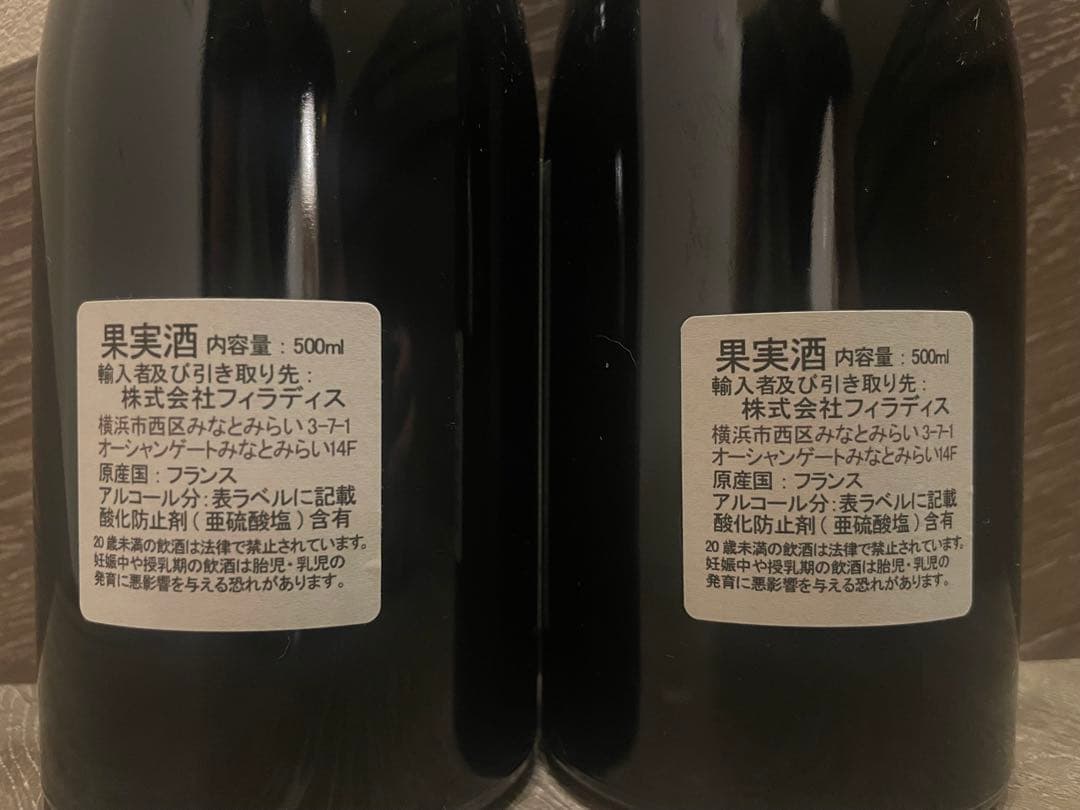 果実酒 内容量：500ml
輸入者及び引き取り先：
株式会社フィラディス
横浜市西区みなとみらい3-7-1
オーシャンゲートみなとみらい14F
原産国：フランス
アルコール分：表ラベルに記載
酸化防止剤(亜硫酸塩)含有
20歳未満の飲酒は法律で禁止されています。
妊娠中や授乳期の飲酒は胎児・乳児の
発育に悪影響を与える恐れがあります。
果実酒 内容量：500ml
輸入者及び引き取り先：
株式会社フィラディス
横浜市西区みなとみらい3-7-1
オーシャンゲートみなとみらい14F
原産国：フランス
アルコール分：表ラベルに記載
酸化防止剤(亜硫酸塩)含有
20歳未満の飲酒は法律で禁止されています。
妊娠中や授乳期の飲酒は胎児・乳児の
発育に悪影響を与える恐れがあります。